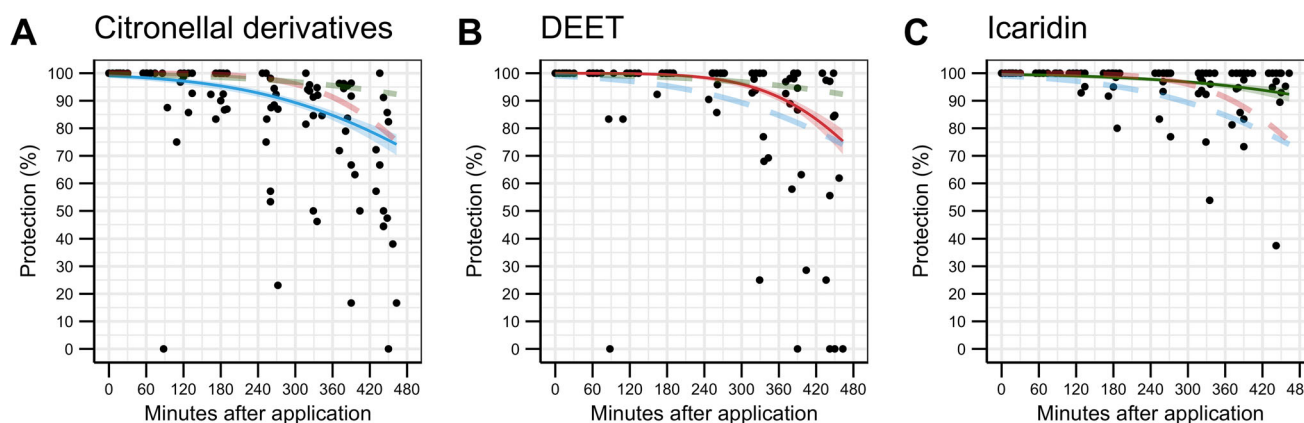 A Citronellal derivatives
B DEET
C Icaridin
Protection (%)
100
90
80
70
60
50
40
30
20
10
0
0 60 120 180 240 300 360 420 480
Minutes after application
Protection (%)
100
90
80
70
60
50
40
30
20
10
0
0 60 120 180 240 300 360 420 480
Minutes after application
Protection (%)
100
90
80
70
60
50
40
30
20
10
0
0 60 120 180 240 300 360 420 48
Minutes after application